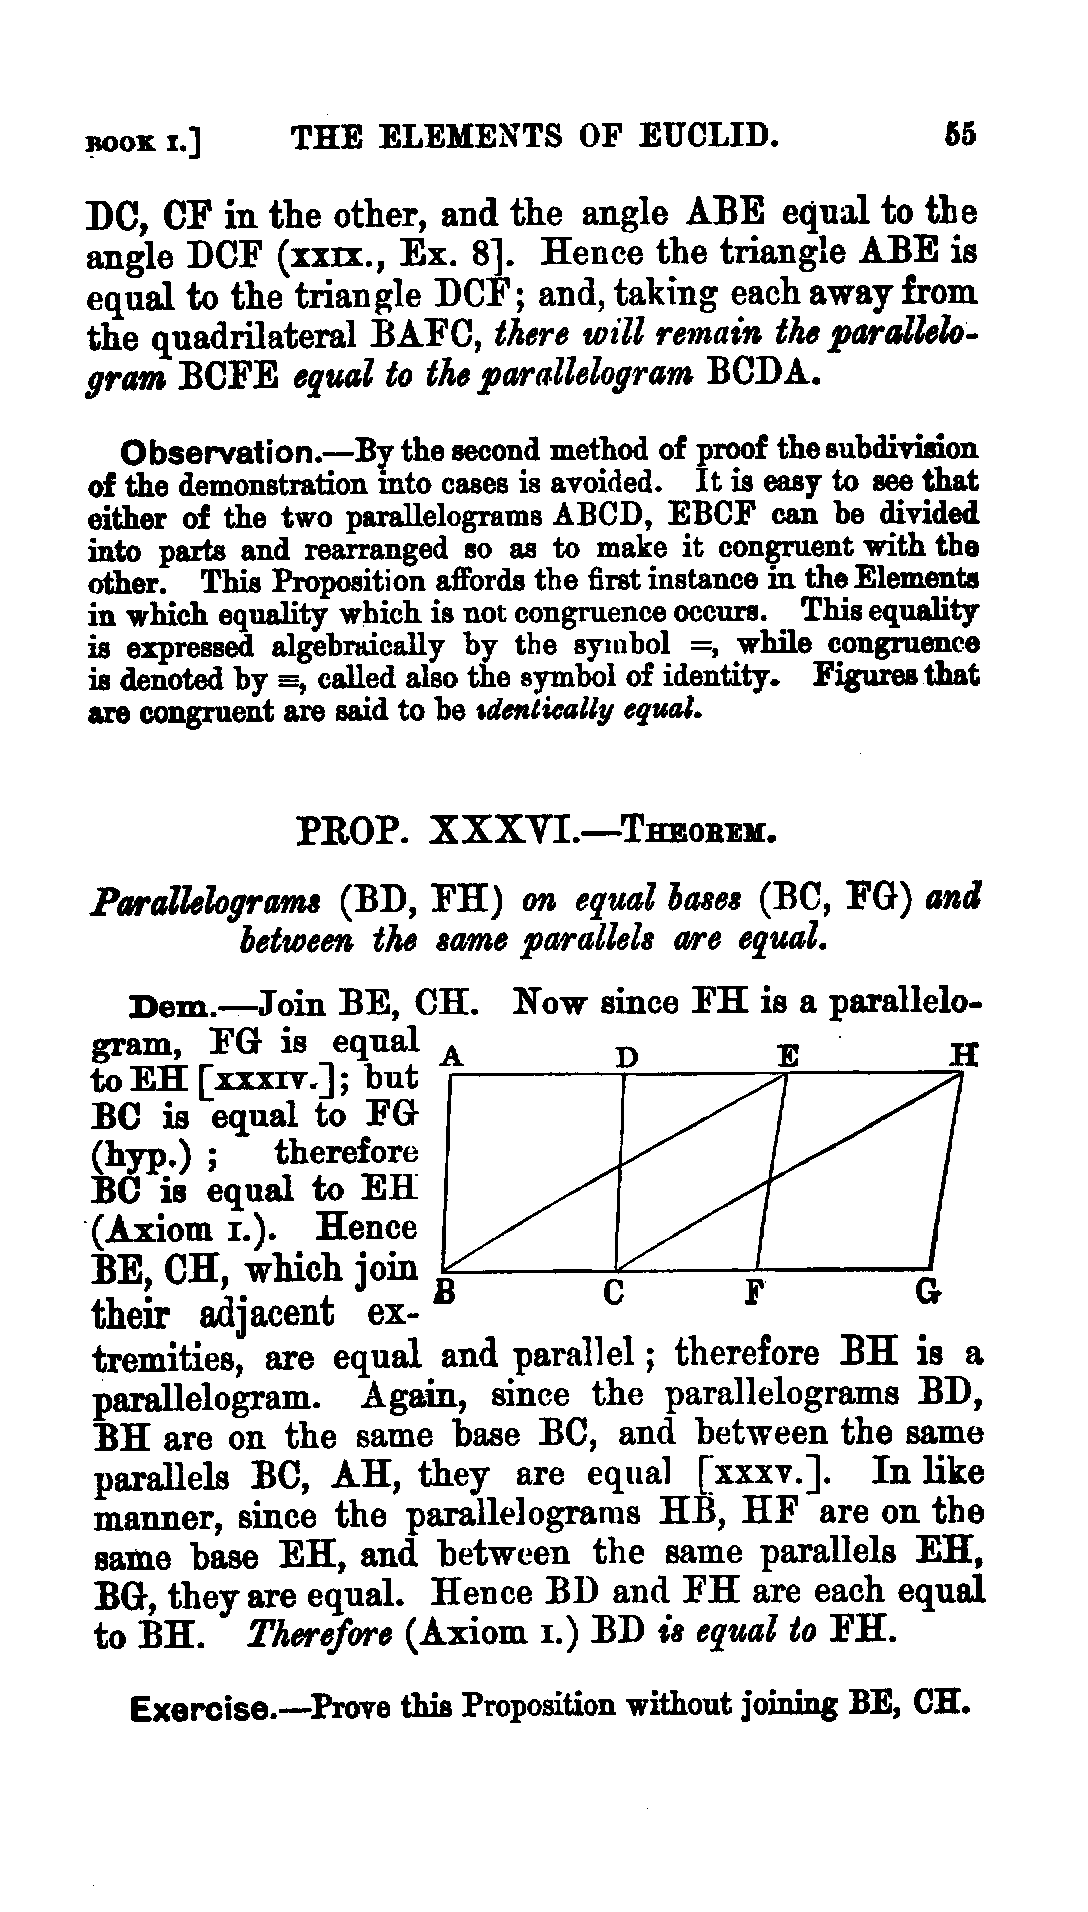 BOOK I.] THE ELEMENTS OF EUCLID. 55
DC, CF in the other, and the angle ABE equal to the
angle DCF (XXIX., Ex. 8]. Hence the triangle ABE is
equal to the triangle DCF; and, taking each away from
the quadrilateral BAFC, there will remain the parallelo-
gram BCFE equal to the parallelogram BCDA.
Observation.—By the second method of proof the subdivision
of the demonstration into cases is avoided. It is easy to see that
either of the two parallelograms ABCD, EBCF can be divided
into parts and rearranged so as to make it congruent with the
other. This Proposition affords the first instance in the Elements
in which equality which is not congruence occurs. This equality
is expressed algebraically by the symbol =, while congruence
is denoted by ≡, called also the symbol of identity. Figures that
are congruent are said to be identically equal.
PROP. XXXVI.—THEOREM.
Parallelograms (BD, FH) on equal bases (BC, FG) and
between the same parallels are equal.
Dem.—Join BE, CH. Now since FH is a parallelo-
gram, FG is equal
to EH [XXXIV.]; but
BC is equal to FG
(hyp.) ; therefore
BC is equal to EH
(Axiom I.). Hence
BE, CH, which join
their adjacent ex-
A D E H
B C F G
tremities, are equal and parallel ; therefore BH is a
parallelogram. Again, since the parallelograms BD,
BH are on the same base BC, and between the same
parallels BC, AH, they are equal [XXXV.]. In like
manner, since the parallelograms HB, HF are on the
same base EH, and between the same parallels EH,
BG, they are equal. Hence BD and FH are each equal
to BH. Therefore (Axiom I.) BD is equal to FH.
Exercise.—Prove this Proposition without joining BE, CH.